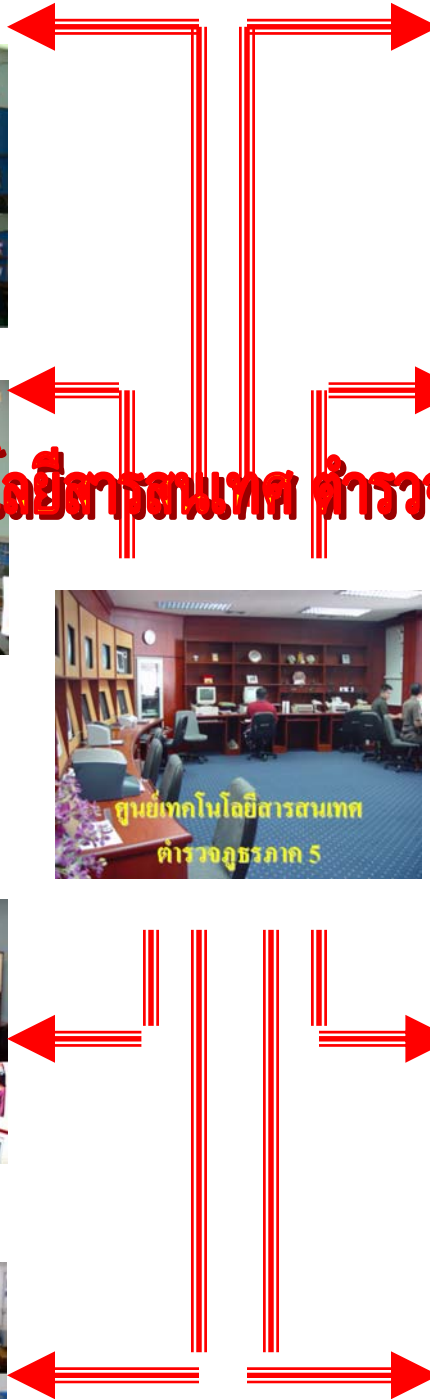 ลยีสารสนเทศ ตำรวจ
ศูนย์เทคโนโลยีสารสนเทศ
ตำรวจภูธรภาค 5